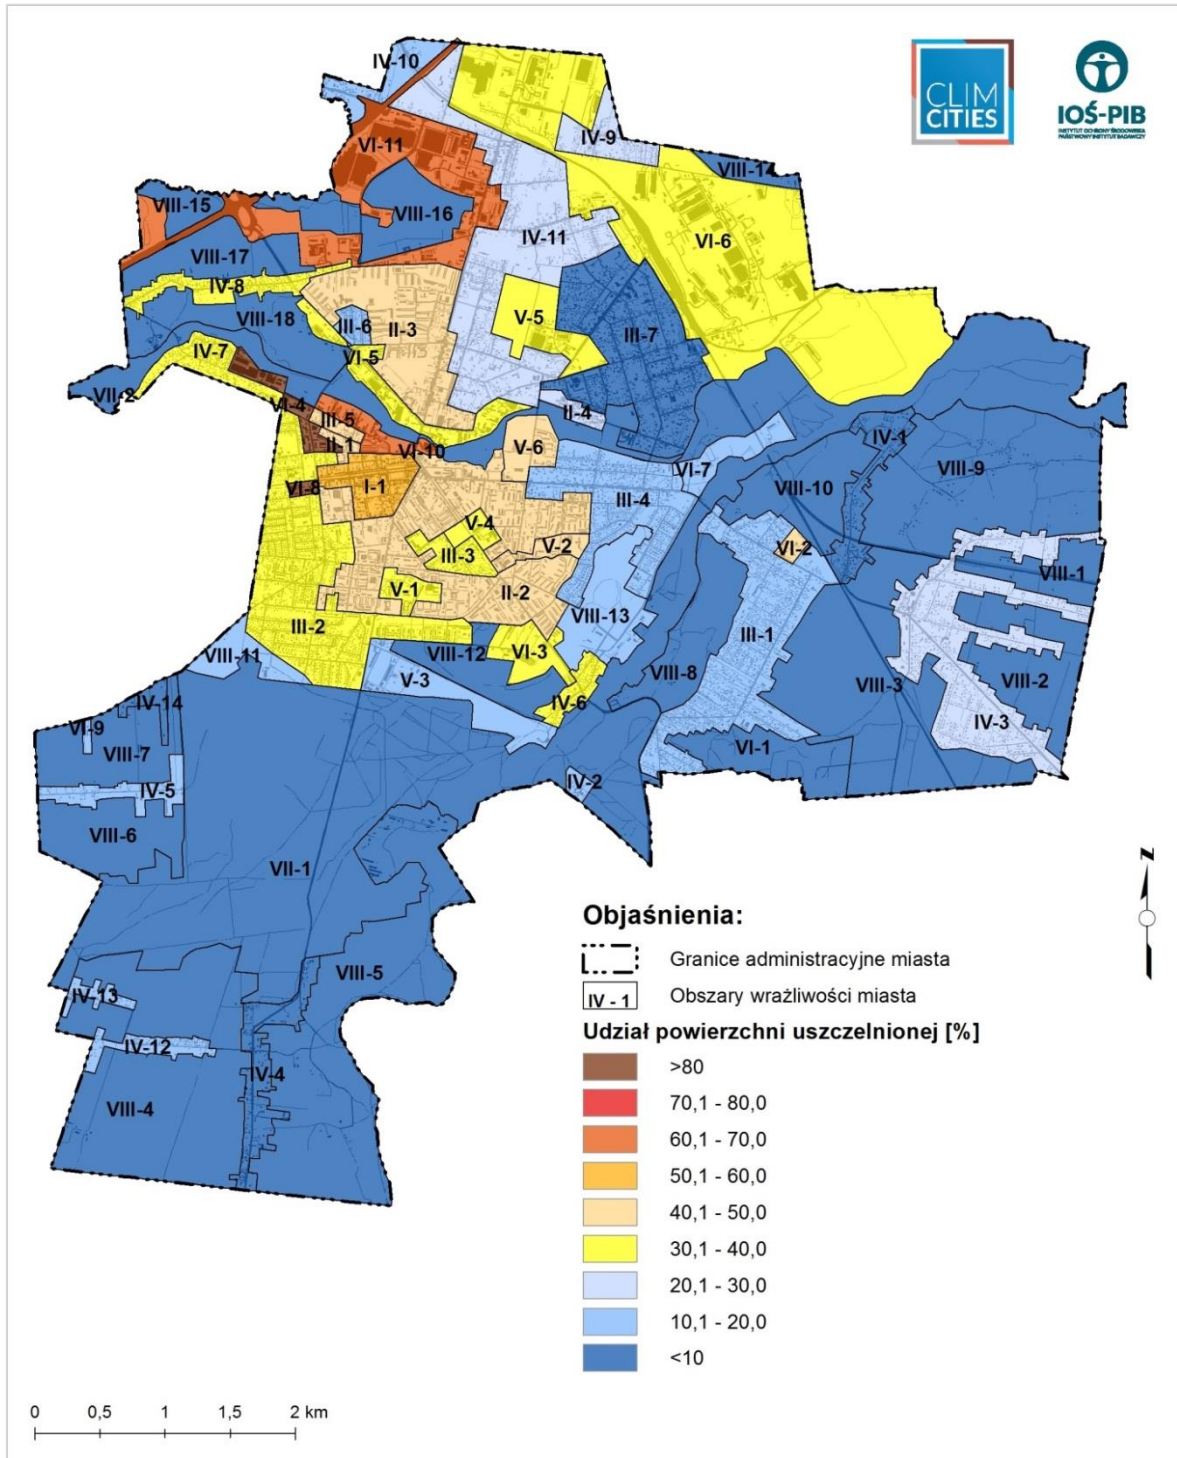 IV-10
CLIM
CITIES
IOŚ-PIB
INSTYTUT OCHRONY ŚRODOWISKA
PAŃSTWOWY INSTYTUT BADAWCZY
VI-11
IV-9
VIII-14
VIII-15
VIII-16
IV-11
VI-6
VIII-17
IV-8
VIII-18
III-6
II-3
V-5
III-7
IV-7
VI-5
VII-2
VI-4
III-5
II-4
II-1
VI-10
V-6
IV-1
VI-7
VIII-9
VI-8
I-1
III-4
VIII-10
V-4
V-2
VI-2
III-3
VIII-1
V-1
II-2
VIII-13
III-2
III-1
VIII-11
VIII-12
VI-3
VIII-8
VIII-2
V-3
VIII-3
IV-6
IV-14
IV-3
VI-9
VIII-7
VI-1
IV-5
IV-2
VIII-6
VII-1
N
VIII-5
IV-13
IV-12
IV-4
VIII-4
Objaśnienia:
Granice administracyjne miasta
IV - 1 Obszary wrażliwości miasta
Udział powierzchni uszczelnionej [%]
>80
70,1 - 80,0
60,1 - 70,0
50,1 - 60,0
40,1 - 50,0
30,1 - 40,0
20,1 - 30,0
10,1 - 20,0
<10
0 0,5 1 1,5 2 km